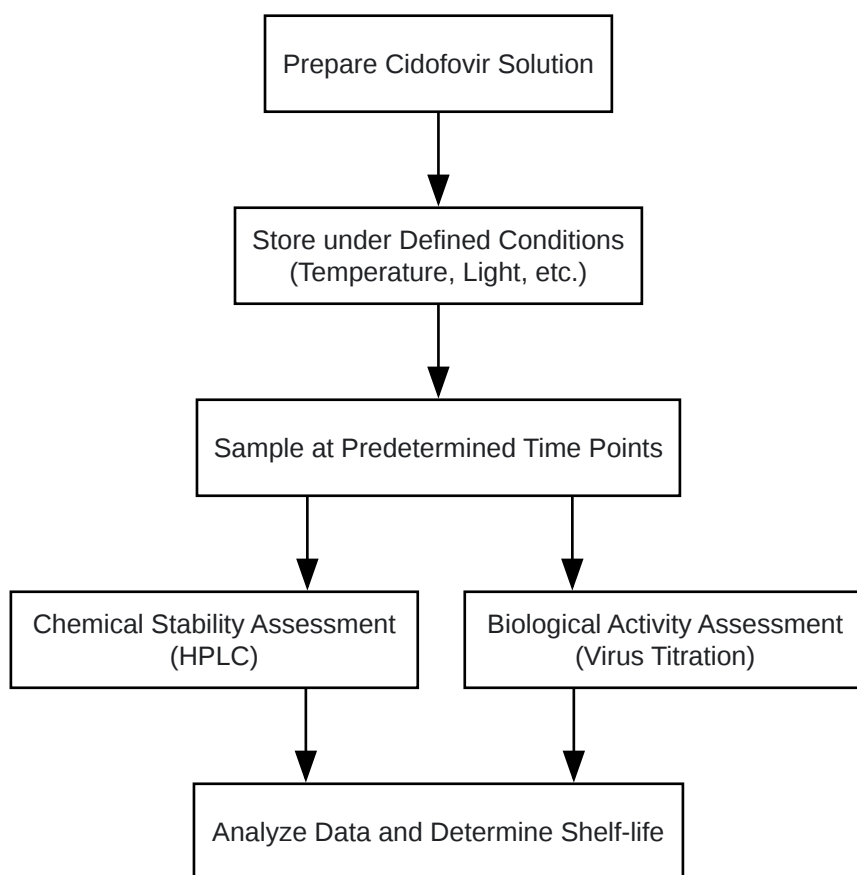 Prepare Cidofovir Solution
Store under Defined Conditions
(Temperature, Light, etc.)
Sample at Predetermined Time Points
Chemical Stability Assessment
(HPLC)
Biological Activity Assessment
(Virus Titration)
Analyze Data and Determine Shelf-life